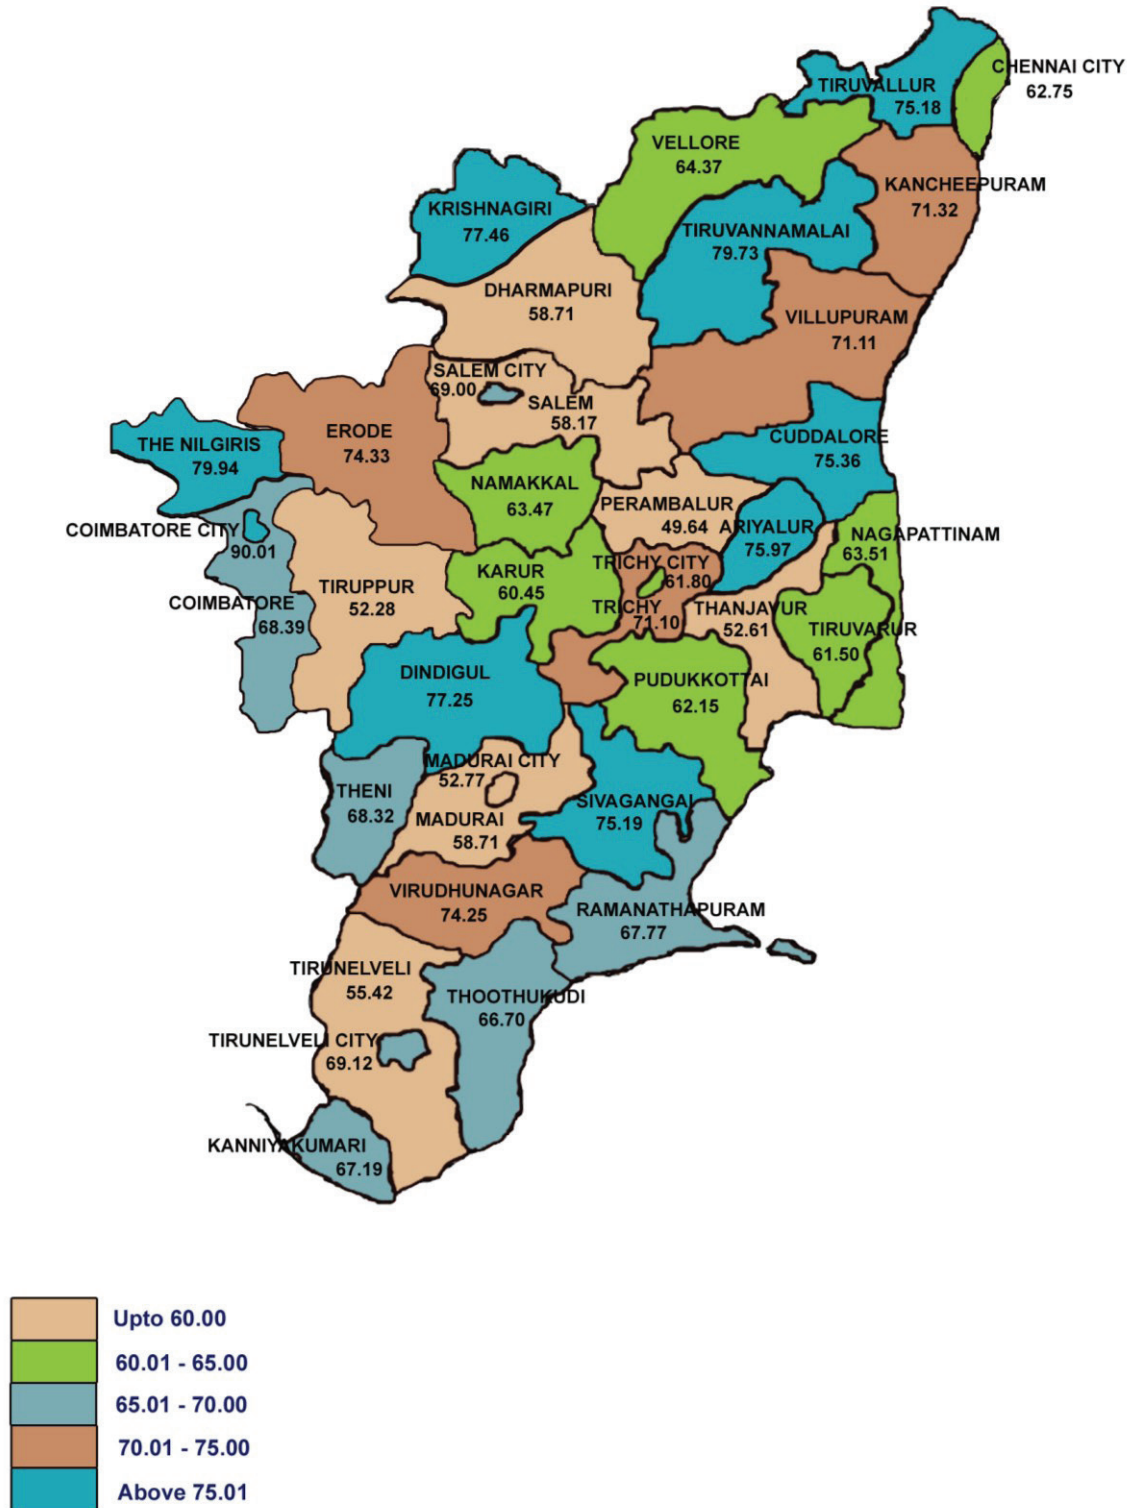 CHENNAI CITY
62.75
TIRUVALLUR
75.18
VELLORE
64.37
KANCHEEPURAM
71.32
KRISHNAGIRI
77.46
TIRUVANNAMALAI
79.73
DHARMAPURI
58.71
VILLUPURAM
71.11
SALEM CITY
69.00
SALEM
58.17
ERODE
74.33
THE NILGIRIS
79.94
CUDDALORE
75.36
NAMAKKAL
63.47
PERAMBALUR
49.64
ARIYALUR
75.97
NAGAPATTINAM
63.51
COIMBATORE CITY
90.01
TRICHY CITY
61.80
KARUR
60.45
TIRUPPUR
52.28
COIMBATORE
68.39
TRICHY
71.10
THANJAVUR
52.61
TIRUVARUR
61.50
DINDIGUL
77.25
PUDUKKOTTAI
62.15
MADURAI CITY
52.77
THENI
68.32
MADURAI
58.71
SIVAGANGAI
75.19
VIRUDHUNAGAR
74.25
RAMANATHAPURAM
67.77
TIRUNELVELI
55.42
THOOTHUKUDI
66.70
TIRUNELVELI CITY
69.12
KANNIYAKUMARI
67.19
Upto 60.00
60.01 - 65.00
65.01 - 70.00
70.01 - 75.00
Above 75.01